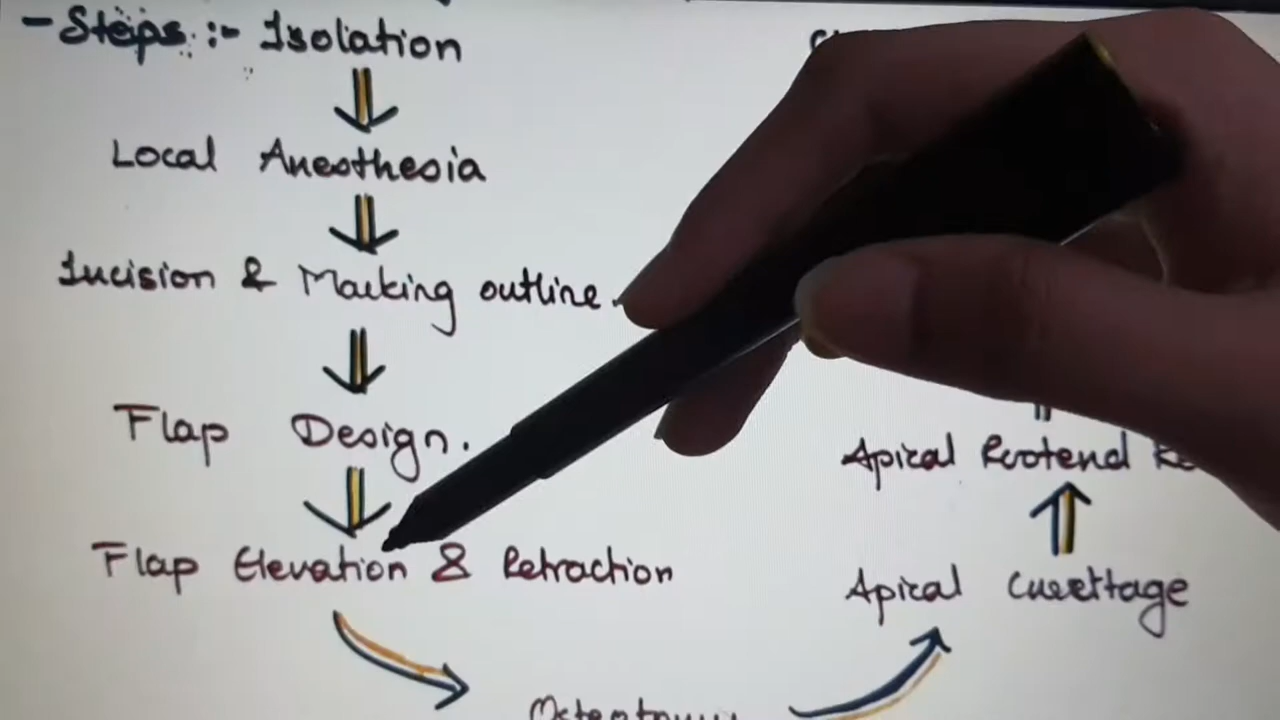 - Steps :- Isolation
Local Anesthesia
Incision & Marking outline.
Flap Design.
Flap Elevation & Retraction
Apical Curettage
Apical Rootend